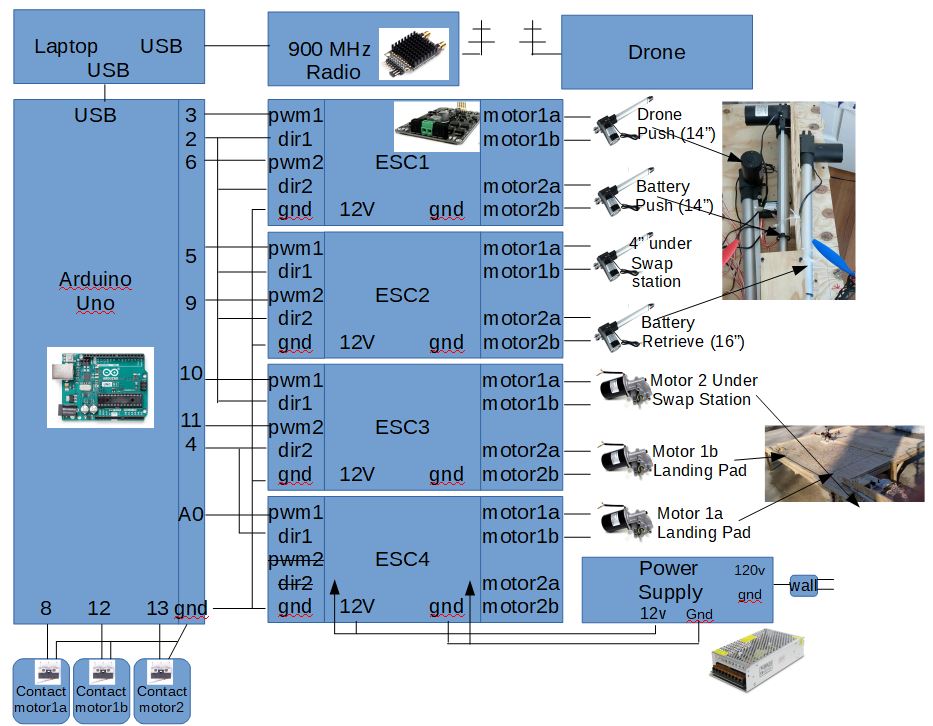 Laptop USB
USB
900 MHz
Radio
Drone
USB
3
2
6
5
9
10
11
4
A0
Arduino
Uno
8 12 13 gnd
pwm1 motor1a
dir1 motor1b
pwm2 ESC1
dir2 motor2a
gnd 12V gnd motor2b
pwm1 motor1a
dir1 motor1b
pwm2 ESC2
dir2 motor2a
gnd 12V gnd motor2b
pwm1 motor1a
dir1 motor1b
pwm2 ESC3
dir2 motor2a
gnd 12V gnd motor2b
pwm1 motor1a
dir1 motor1b
pwm2 ESC4
dir2 motor2a
gnd 12V gnd motor2b
Drone
Push (14”)
Battery
Push (14”)
4” under
Swap
station
Battery
Retrieve (16”)
Motor 2 Under
Swap Station
Motor 1b
Landing Pad
Motor 1a
Landing Pad
Power
Supply
120v
gnd
12v Gnd
wall
Contact
motor1a
Contact
motor1b
Contact
motor2